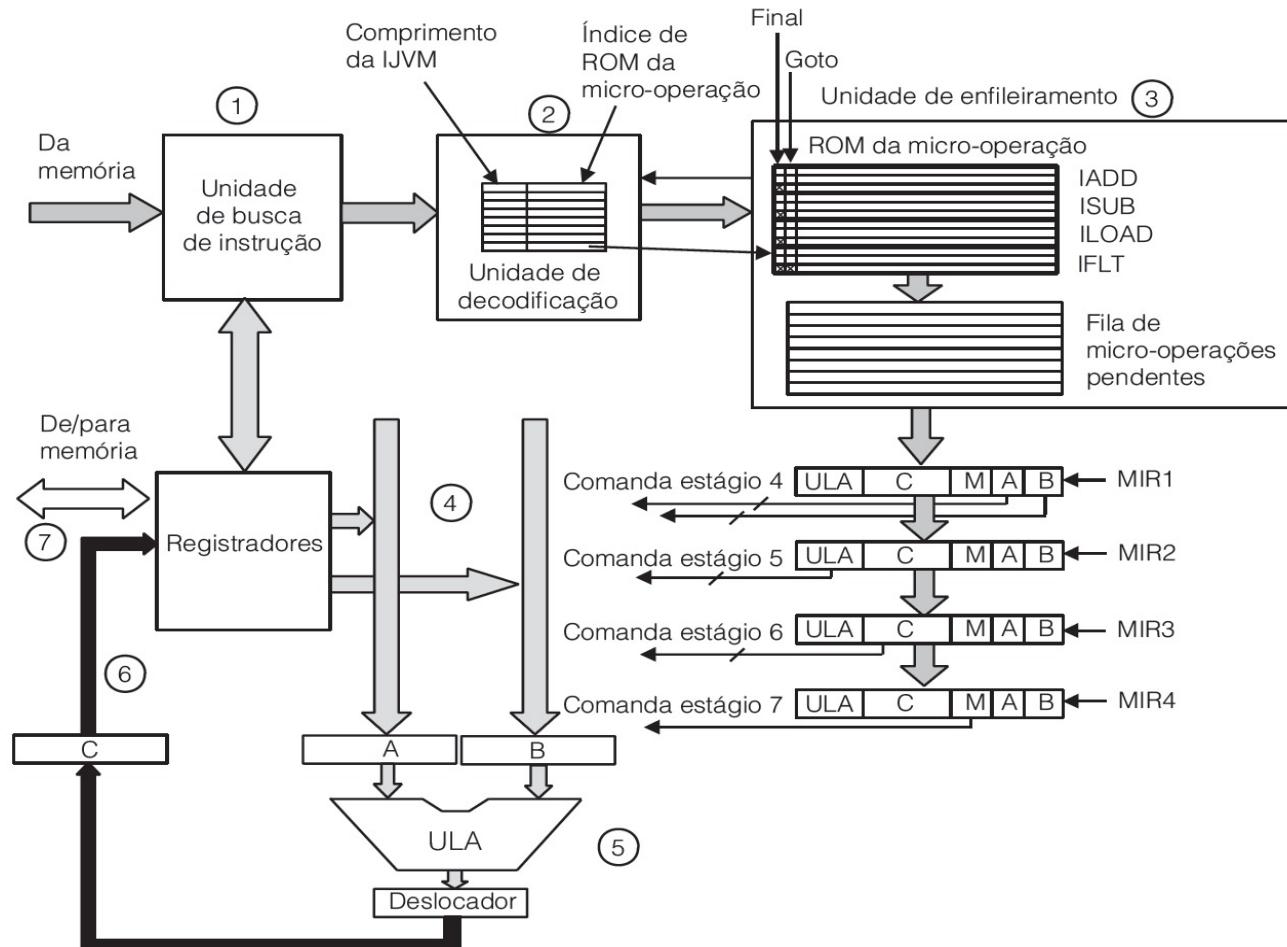 Final
Comprimento
da IJVM
Índice de
ROM da
micro-operação
Goto
1
2
Unidade de enfileiramento 3
ROM da micro-operação
Da
memória
Unidade
de busca
de instrução
IADD
ISUB
ILOAD
IFLT
Unidade de
decodificação
Fila de
micro-operações
pendentes
De/para
memória
7
Registradores
4
6
C
A
B
ULA
5
Deslocador
Comanda estágio 4
ULA C M A B
MIR1
Comanda estágio 5
ULA C M A B
MIR2
Comanda estágio 6
ULA C M A B
MIR3
Comanda estágio 7
ULA C M A B
MIR4